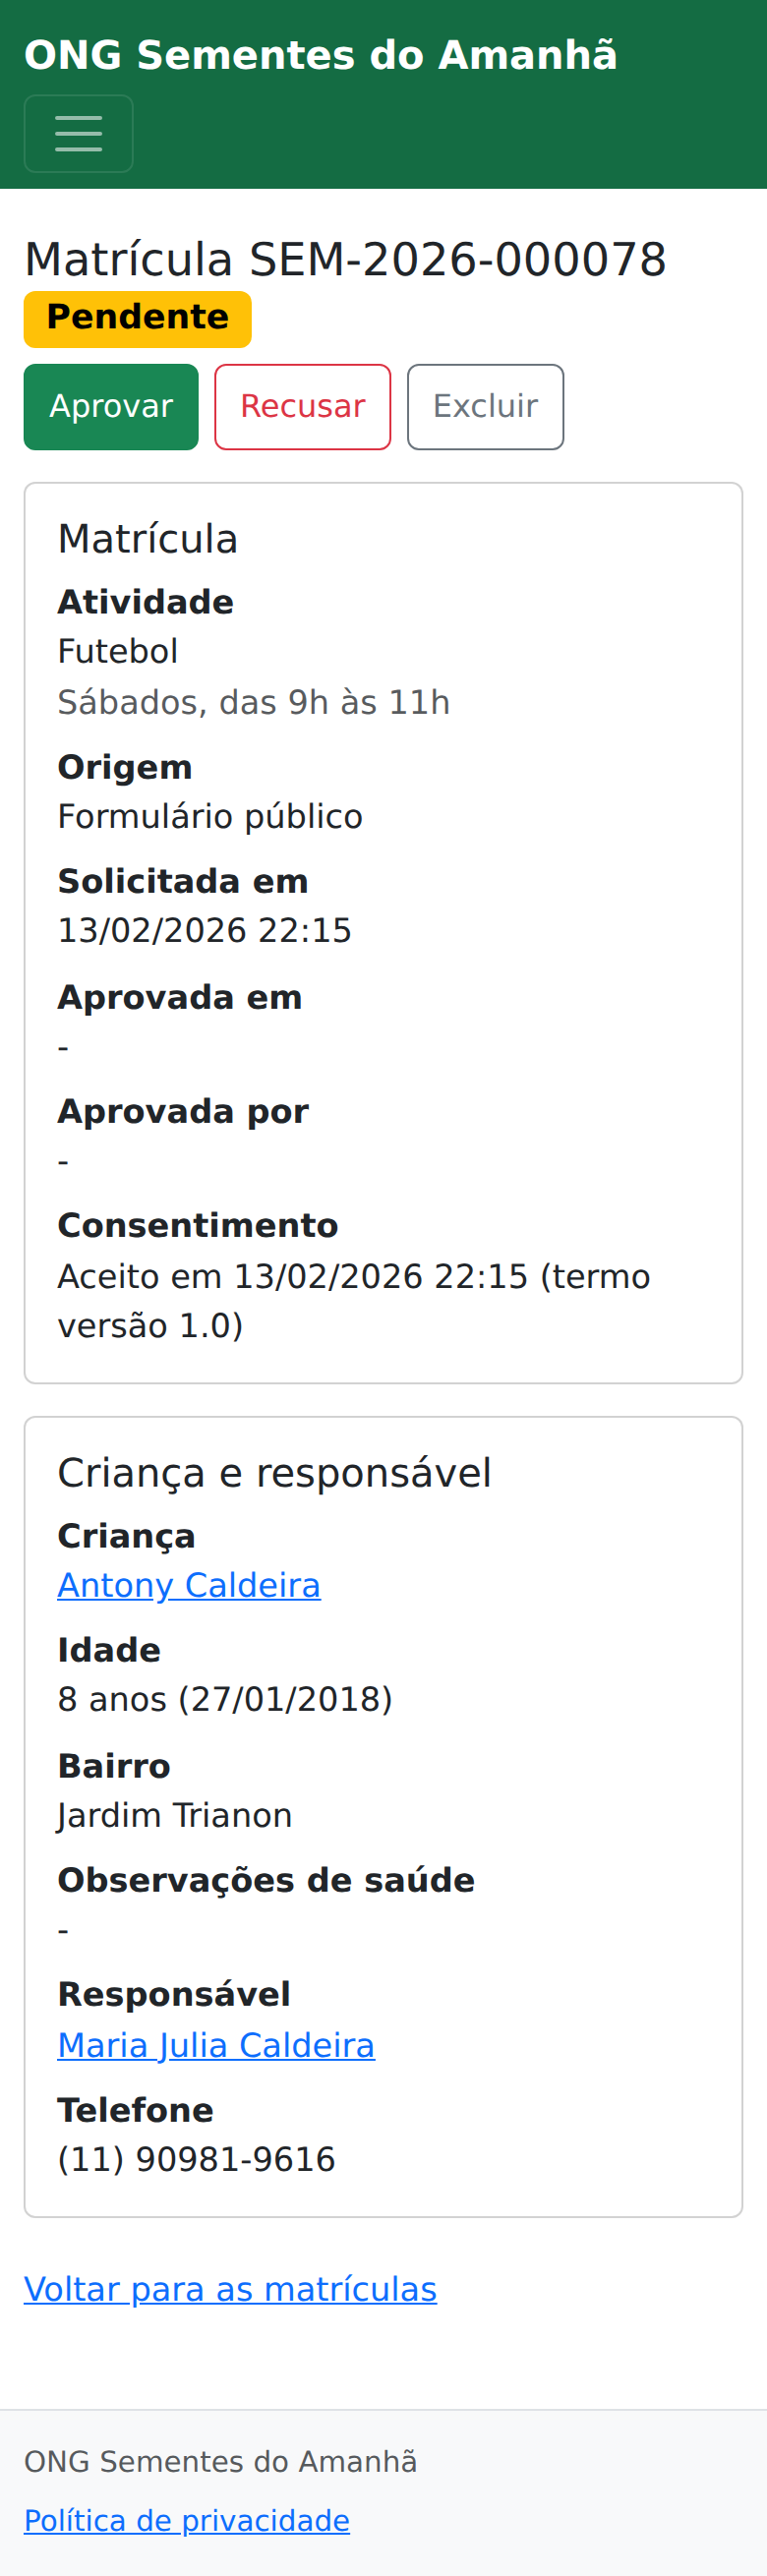 ONG Sementes do Amanhã
Matrícula SEM-2026-000078
Pendente
Aprovar Recusar Excluir
Matrícula
Atividade
Futebol
Sábados, das 9h às 11h
Origem
Formulário público
Solicitada em
13/02/2026 22:15
Aprovada em
-
Aprovada por
-
Consentimento
Aceito em 13/02/2026 22:15 (termo
versão 1.0)
Criança e responsável
Criança
Antony Caldeira
Idade
8 anos (27/01/2018)
Bairro
Jardim Trianon
Observações de saúde
-
Responsável
Maria Julia Caldeira
Telefone
(11) 90981-9616
Voltar para as matrículas
ONG Sementes do Amanhã
Política de privacidade